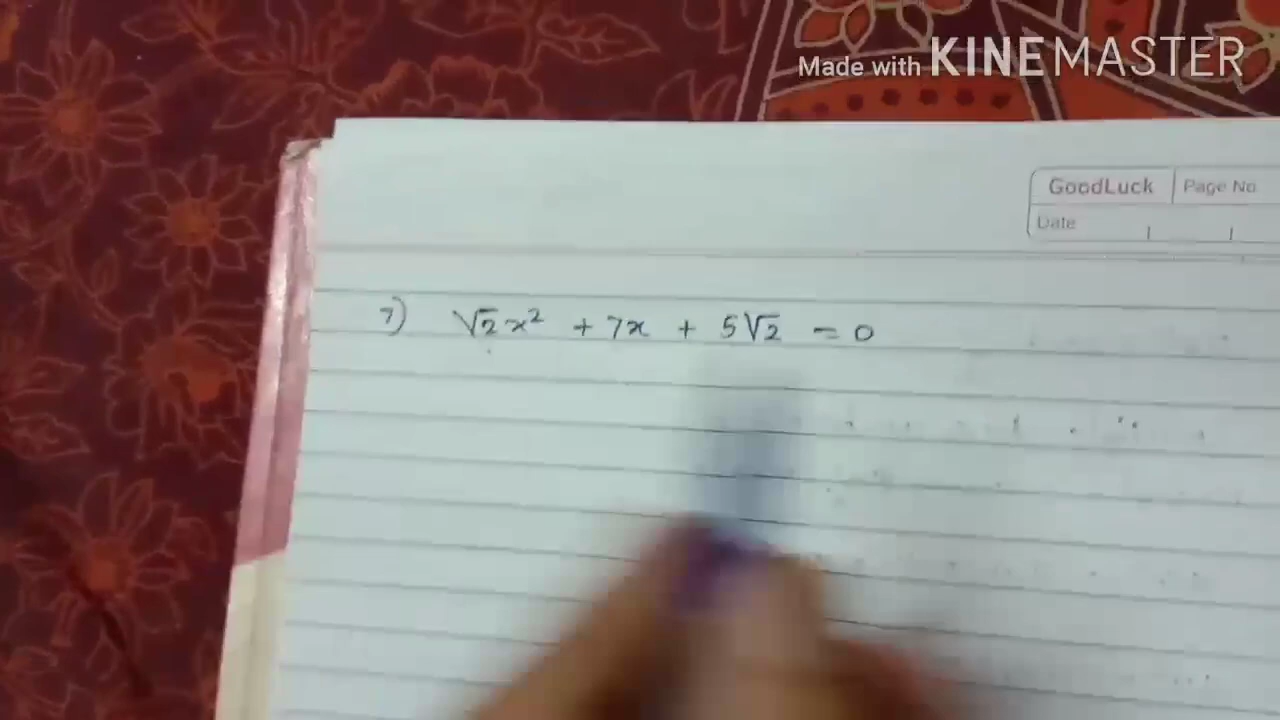 Made with KINEMASTER
GoodLuck Page No
Date
7) √2x² + 7x + 5√2 = 0